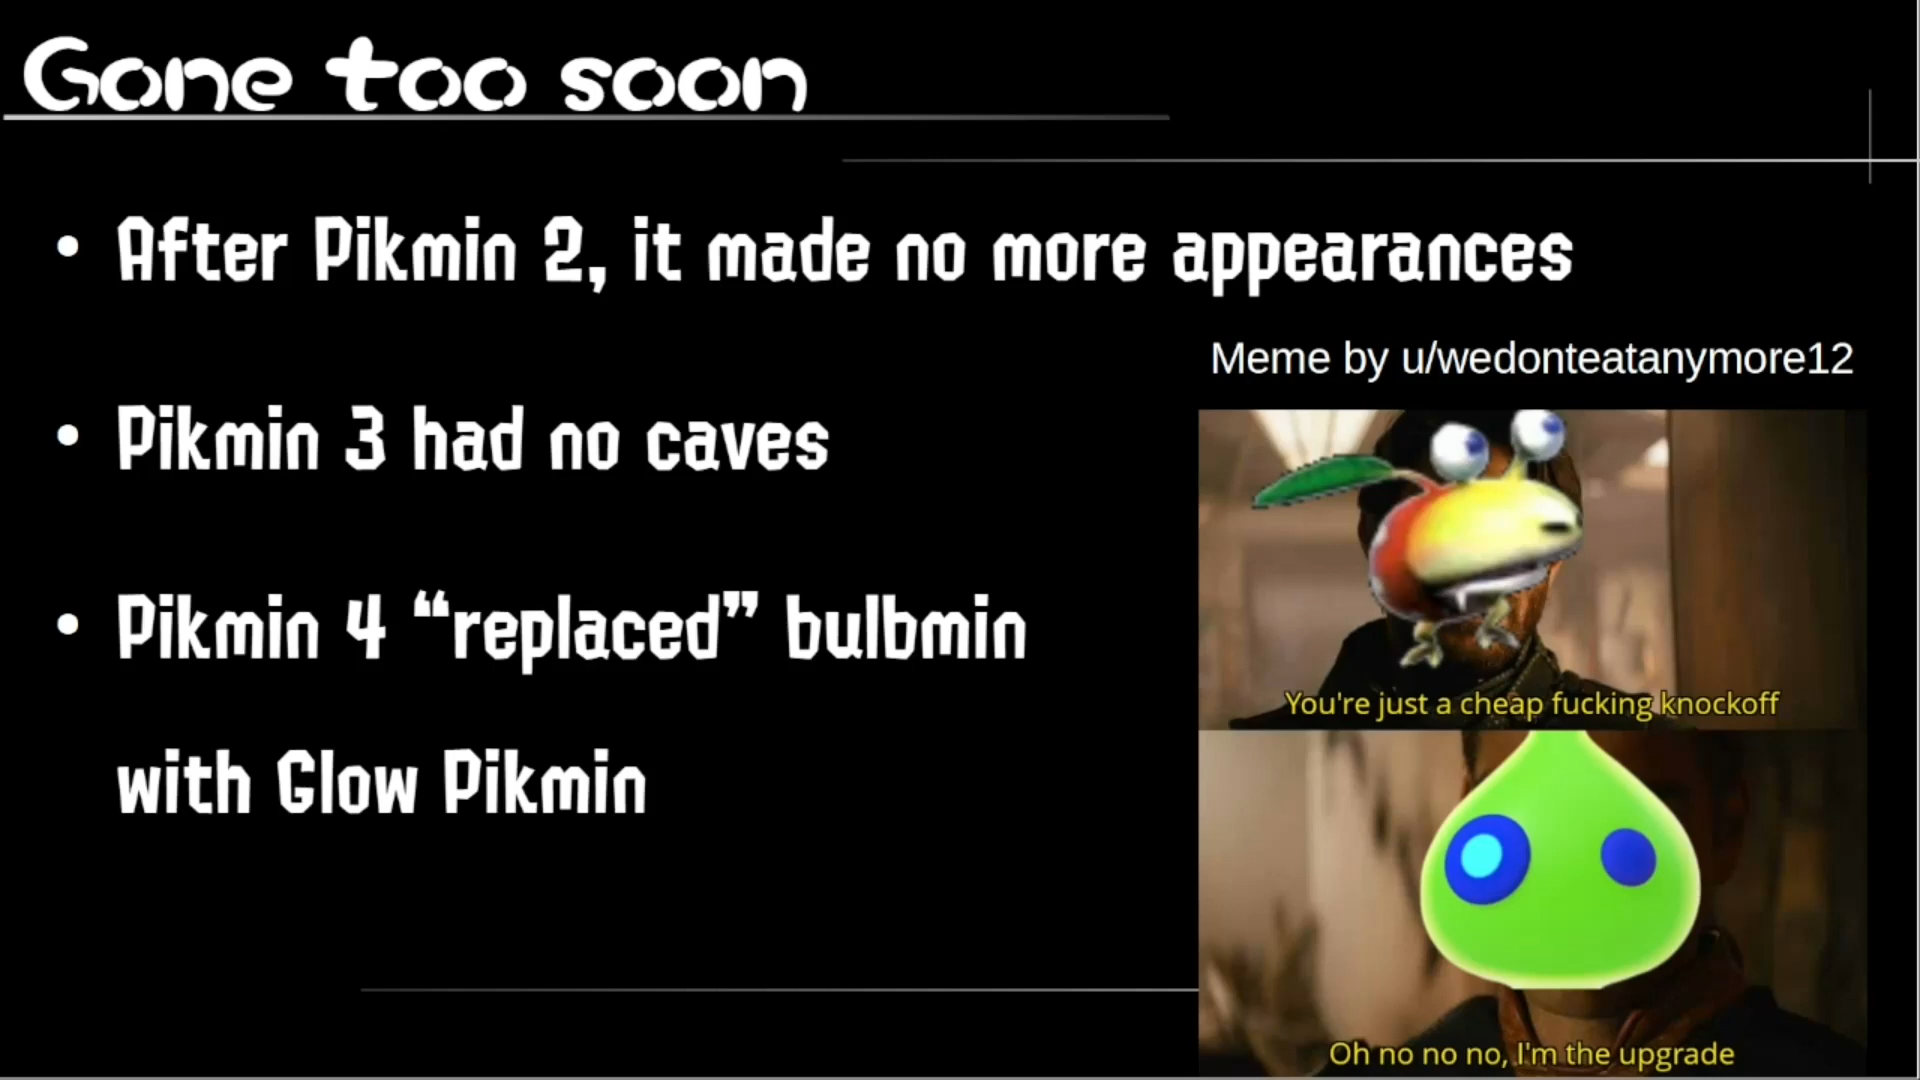 Gone too soon
• After Pikmin 2, it made no more appearances
Meme by u/wedonteatanymore12
• Pikmin 3 had no caves
• Pikmin 4 “replaced” bulbmin
with Glow Pikmin
You're just a cheap fucking knockoff
Oh no no no, I'm the upgrade